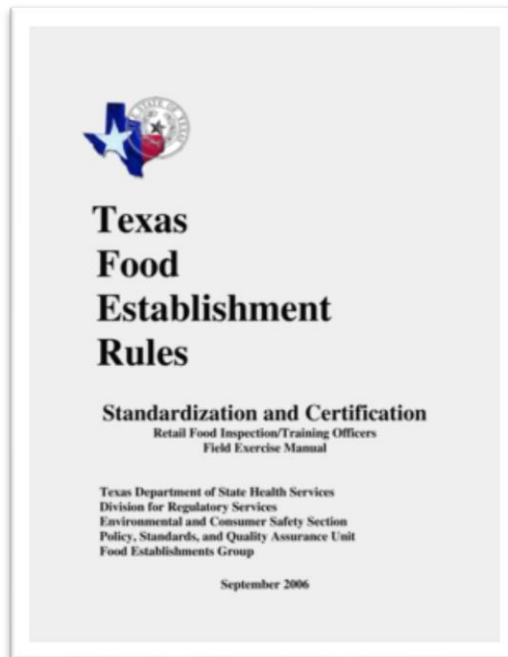 Texas
Food
Establishment
Rules
Standardization and Certification
Retail Food Inspection/Training Officers
Field Exercise Manual
Texas Department of State Health Services
Division for Regulatory Services
Environmental and Consumer Safety Section
Policy, Standards, and Quality Assurance Unit
Food Establishments Group
September 2006